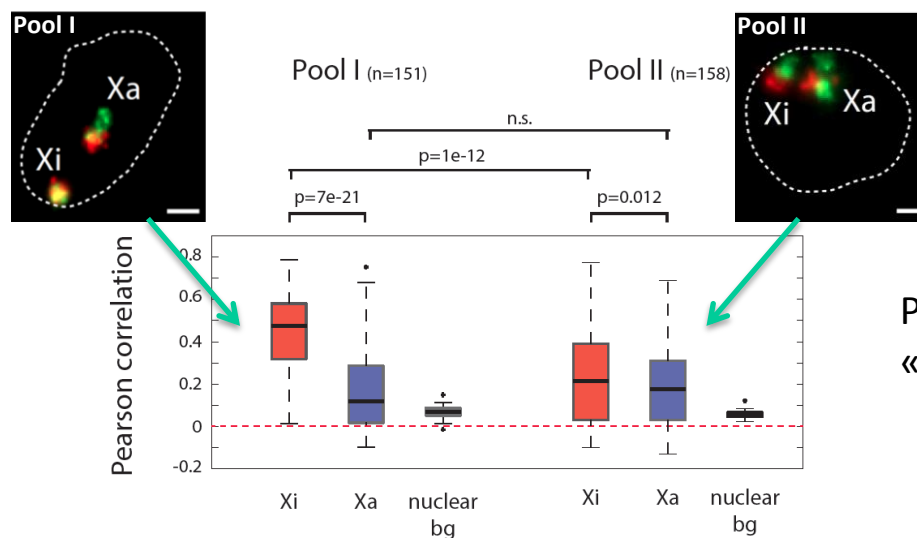 Pool I
Xa
Xi
Pool II
Xi
Xa
Pool I (n=151)
Pool II (n=158)
n.s.
p=1e-12
p=7e-21
p=0.012
Pearson correlation
0.8
0.6
0.4
0.2
0
-0.2
Xi
Xa
nuclear
bg
Xi
Xa
nuclear
bg
P
«